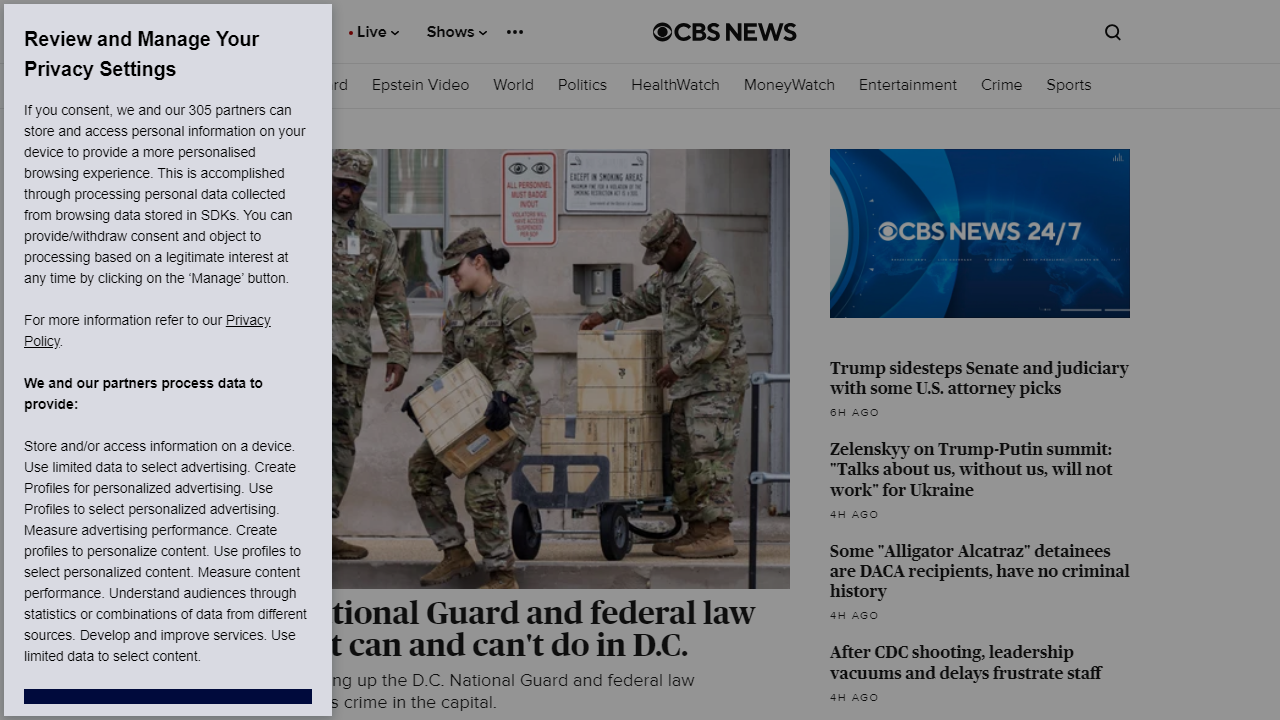 Review and Manage Your
Privacy Settings
If you consent, we and our 305 partners can
store and access personal information on your
device to provide a more personalised
browsing experience. This is accomplished
through processing personal data collected
from browsing data stored in SDKs. You can
provide/withdraw consent and object to
processing based on a legitimate interest at
any time by clicking on the ‘Manage’ button.
For more information refer to our Privacy
Policy.
We and our partners process data to
provide:
Store and/or access information on a device.
Use limited data to select advertising. Create
Profiles for personalized advertising. Use
Profiles to select personalized advertising.
Measure advertising performance. Create
profiles to personalize content. Use profiles to
select personalized content. Measure content
performance. Understand audiences through
statistics or combinations of data from different
sources. Develop and improve services. Use
limited data to select content.
Live Shows CBS NEWS
rd Epstein Video World Politics HealthWatch MoneyWatch Entertainment Crime Sports
ALL PERSONNEL
MUST BADGE
IN/OUT
EXCEPT IN SMOKING AREAS
tional Guard and federal law
t can and can't do in D.C.
ng up the D.C. National Guard and federal law
s crime in the capital.
CBS NEWS 24/7
Trump sidesteps Senate and judiciary
with some U.S. attorney picks
6H AGO
Zelenskyy on Trump-Putin summit:
"Talks about us, without us, will not
work" for Ukraine
4H AGO
Some "Alligator Alcatraz" detainees
are DACA recipients, have no criminal
history
4H AGO
After CDC shooting, leadership
vacuums and delays frustrate staff
4H AGO